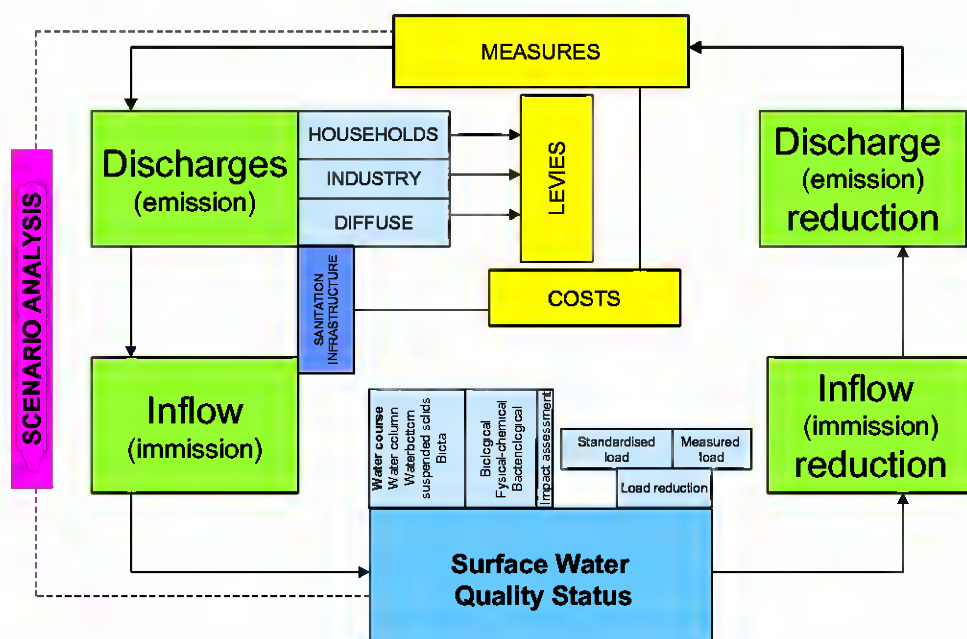 MEASURES
Discharges
(emission)
HOUSEHOLDS
INDUSTRY
DIFFUSE
LEVIES
Discharge
(emission)
reduction
SCENARIO ANALYSIS
SANITATION
INFRASTRUCTURE
COSTS
Inflow
(immission)
Water course
Water column
Waterbottom
suspended solids
Biota
Biological
Fysical-chemical
Bacteriological
Impact assessment
Standardised
load
Measured
load
Load reduction
Inflow
(immission)
reduction
Surface Water
Quality Status